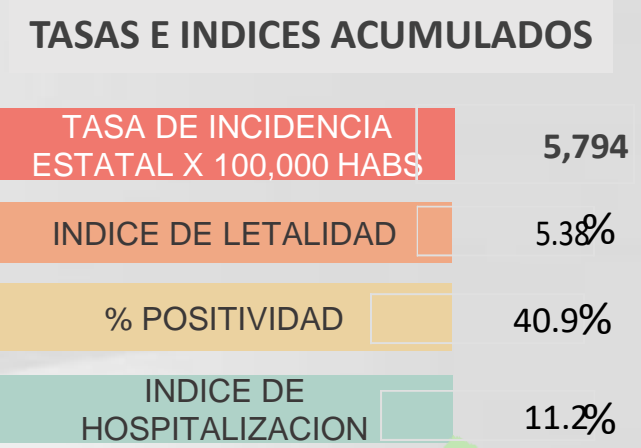 TASAS E INDICES ACUMULADOS
TASA DE INCIDENCIA
ESTATAL X 100,000 HABS
5,794
INDICE DE LETALIDAD
5.38%
% POSITIVIDAD
40.9%
INDICE DE
HOSPITALIZACION
11.2%